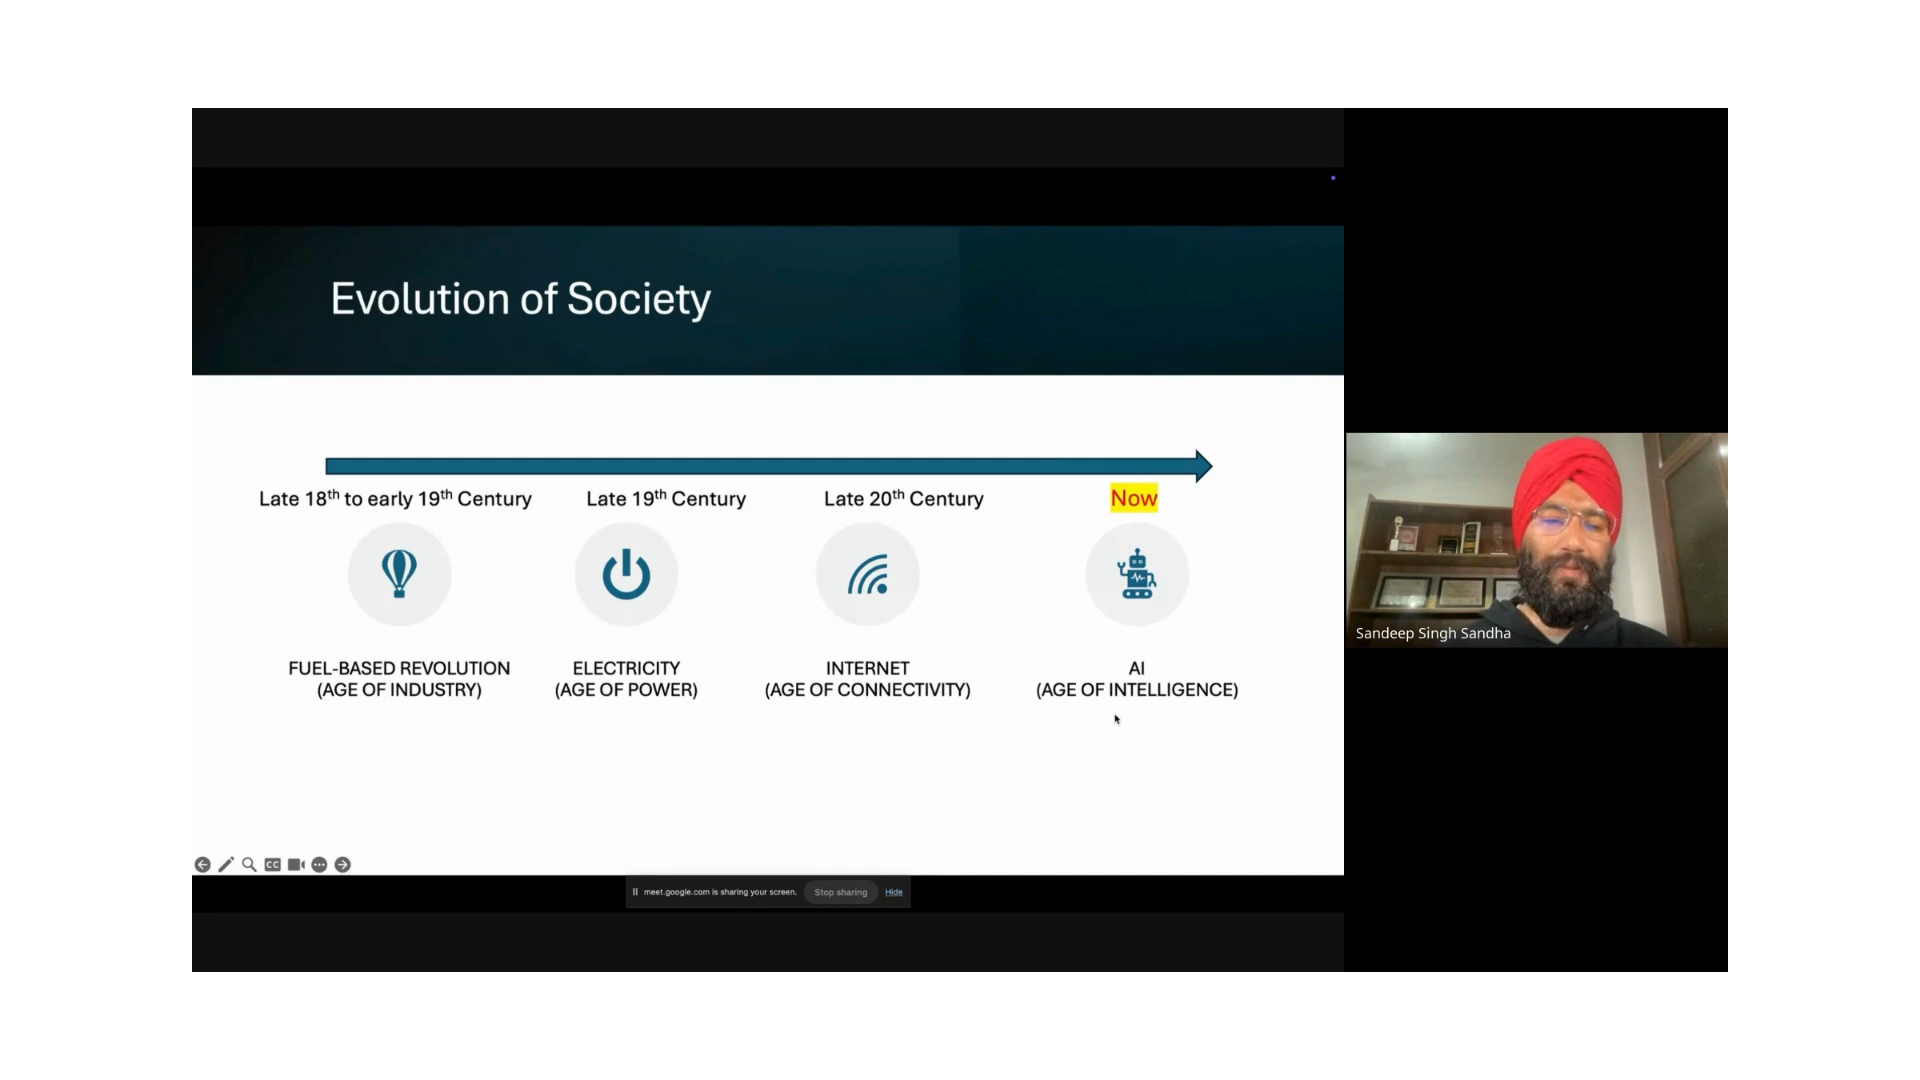 Evolution of Society
Late 18th to early 19th Century
Late 19th Century
Late 20th Century
Now
FUEL-BASED REVOLUTION
(AGE OF INDUSTRY)
ELECTRICITY
(AGE OF POWER)
INTERNET
(AGE OF CONNECTIVITY)
AI
(AGE OF INTELLIGENCE)
Sandeep Singh Sandha
CC
meet.google.com is sharing your screen.
Stop sharing
Hide